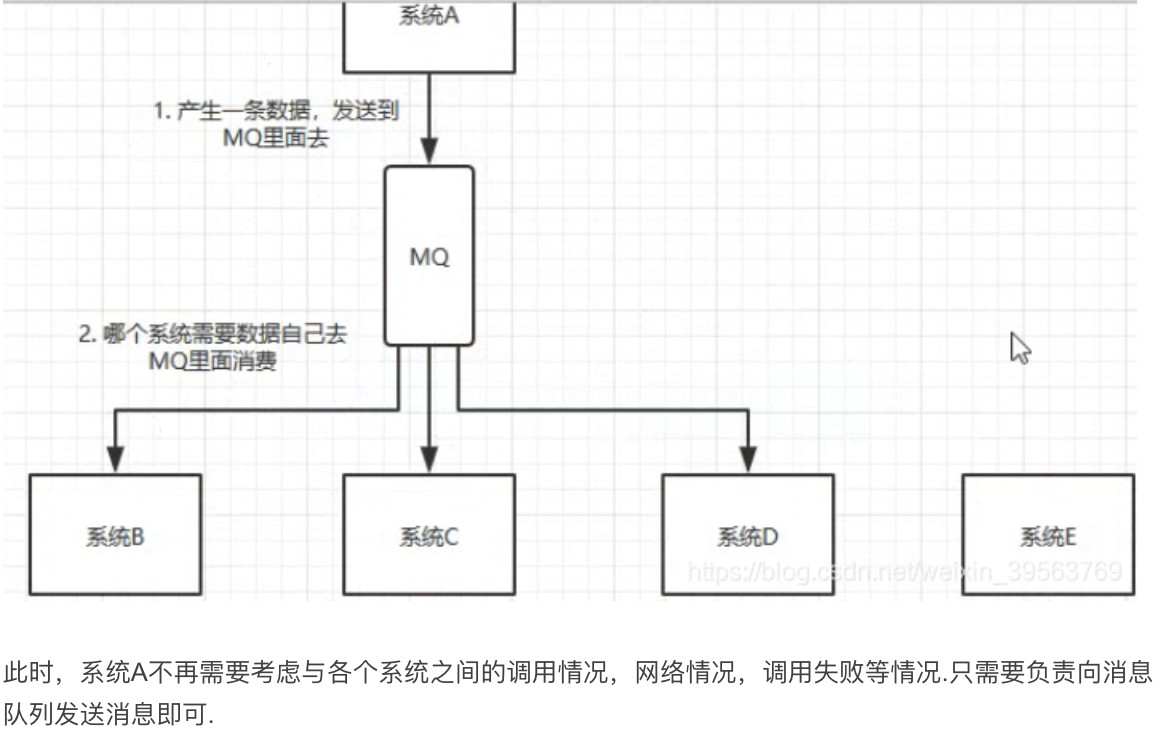 系统A
1. 产生一条数据，发送到
MQ里面去
MQ
2. 哪个系统需要数据自己去
MQ里面消费
系统B
系统C
系统D
系统E
https://blog.csdn.net/weixin_39563769
此时，系统A不再需要考虑与各个系统之间的调用情况，网络情况，调用失败等情况.只需要负责向消息
队列发送消息即可.